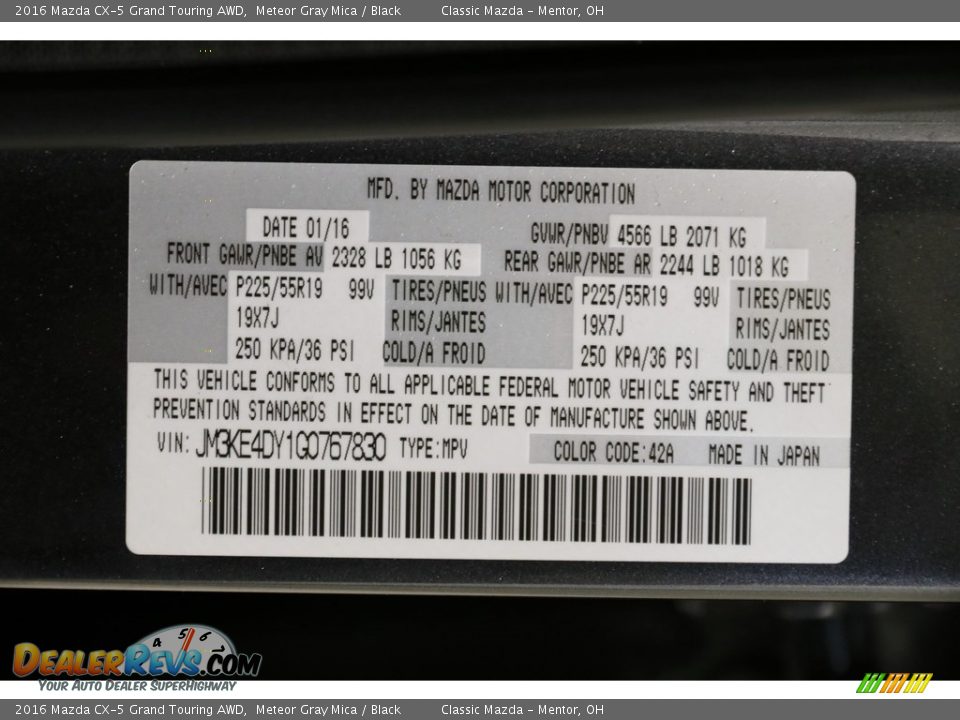 2016 Mazda CX-5 Grand Touring AWD,  Meteor Gray Mica / Black  Classic Mazda - Mentor, OH
MFD. BY MAZDA MOTOR CORPORATION
DATE 01/16  GVWR/PNBV 4566 LB 2071 KG
FRONT GAWR/PNBE AV 2328 LB 1056 KG  REAR GAWR/PNBE AR 2244 LB 1018 KG
WITH/AVEC P225/55R19 99V TIRES/PNEUS WITH/AVEC P225/55R19 99V TIRES/PNEUS
19X7J RIMS/JANTES 19X7J RIMS/JANTES
250 KPA/36 PSI COLD/A FROID 250 KPA/36 PSI COLD/A FROID
THIS VEHICLE CONFORMS TO ALL APPLICABLE FEDERAL MOTOR VEHICLE SAFETY AND THEFT
PREVENTION STANDARDS IN EFFECT ON THE DATE OF MANUFACTURE SHOWN ABOVE.
VIN: JM3KE4DY1G0767830 TYPE:MPV COLOR CODE:42A MADE IN JAPAN
4 5 6
DEALERREVS.COM
YOUR AUTO DEALER SUPERHIGHWAY
2016 Mazda CX-5 Grand Touring AWD,  Meteor Gray Mica / Black  Classic Mazda - Mentor, OH